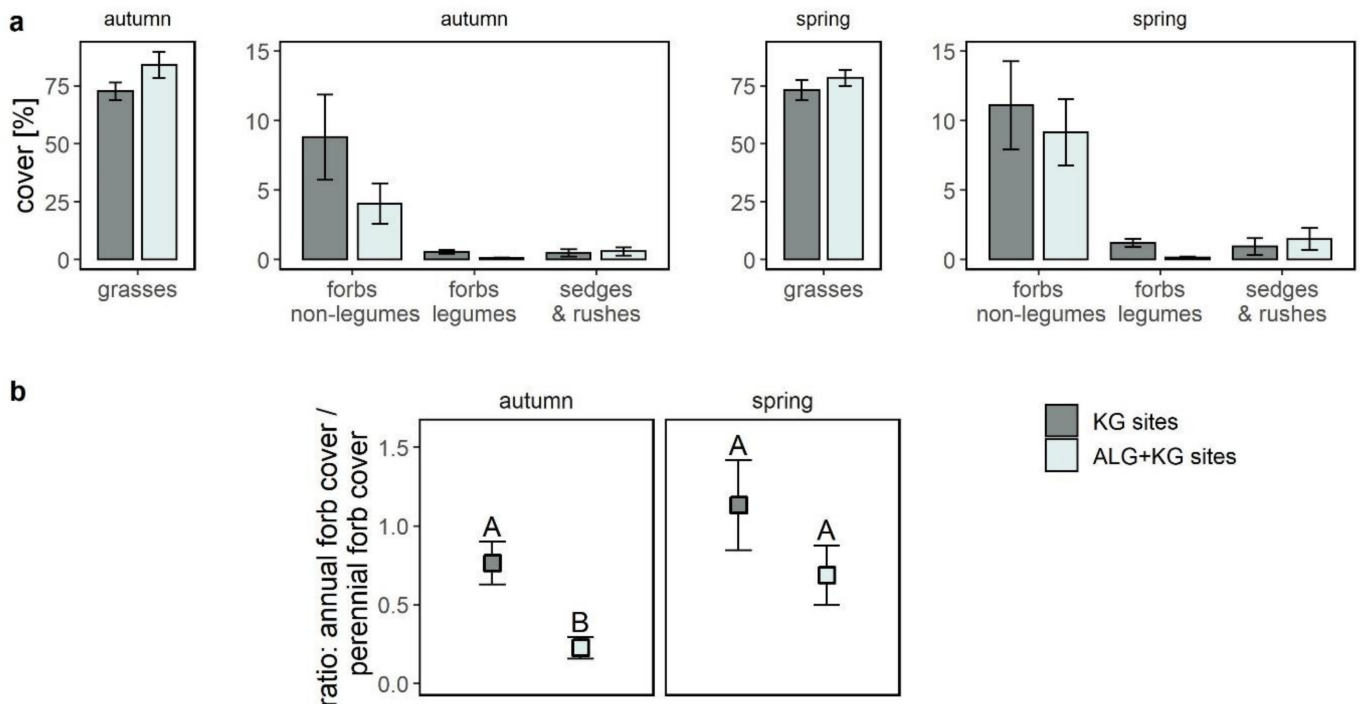 a
autumn
autumn
spring
spring
cover [%]
75
50
25
0
15
10
5
0
75
50
25
0
15
10
5
0
grasses
forbs
non-legumes
forbs
legumes
sedges
& rushes
grasses
forbs
non-legumes
forbs
legumes
sedges
& rushes
b
autumn
spring
ratio: annual forb cover /
perennial forb cover
1.5
1.0
0.5
0.0
A
B
A
A
KG sites
ALG+KG sites